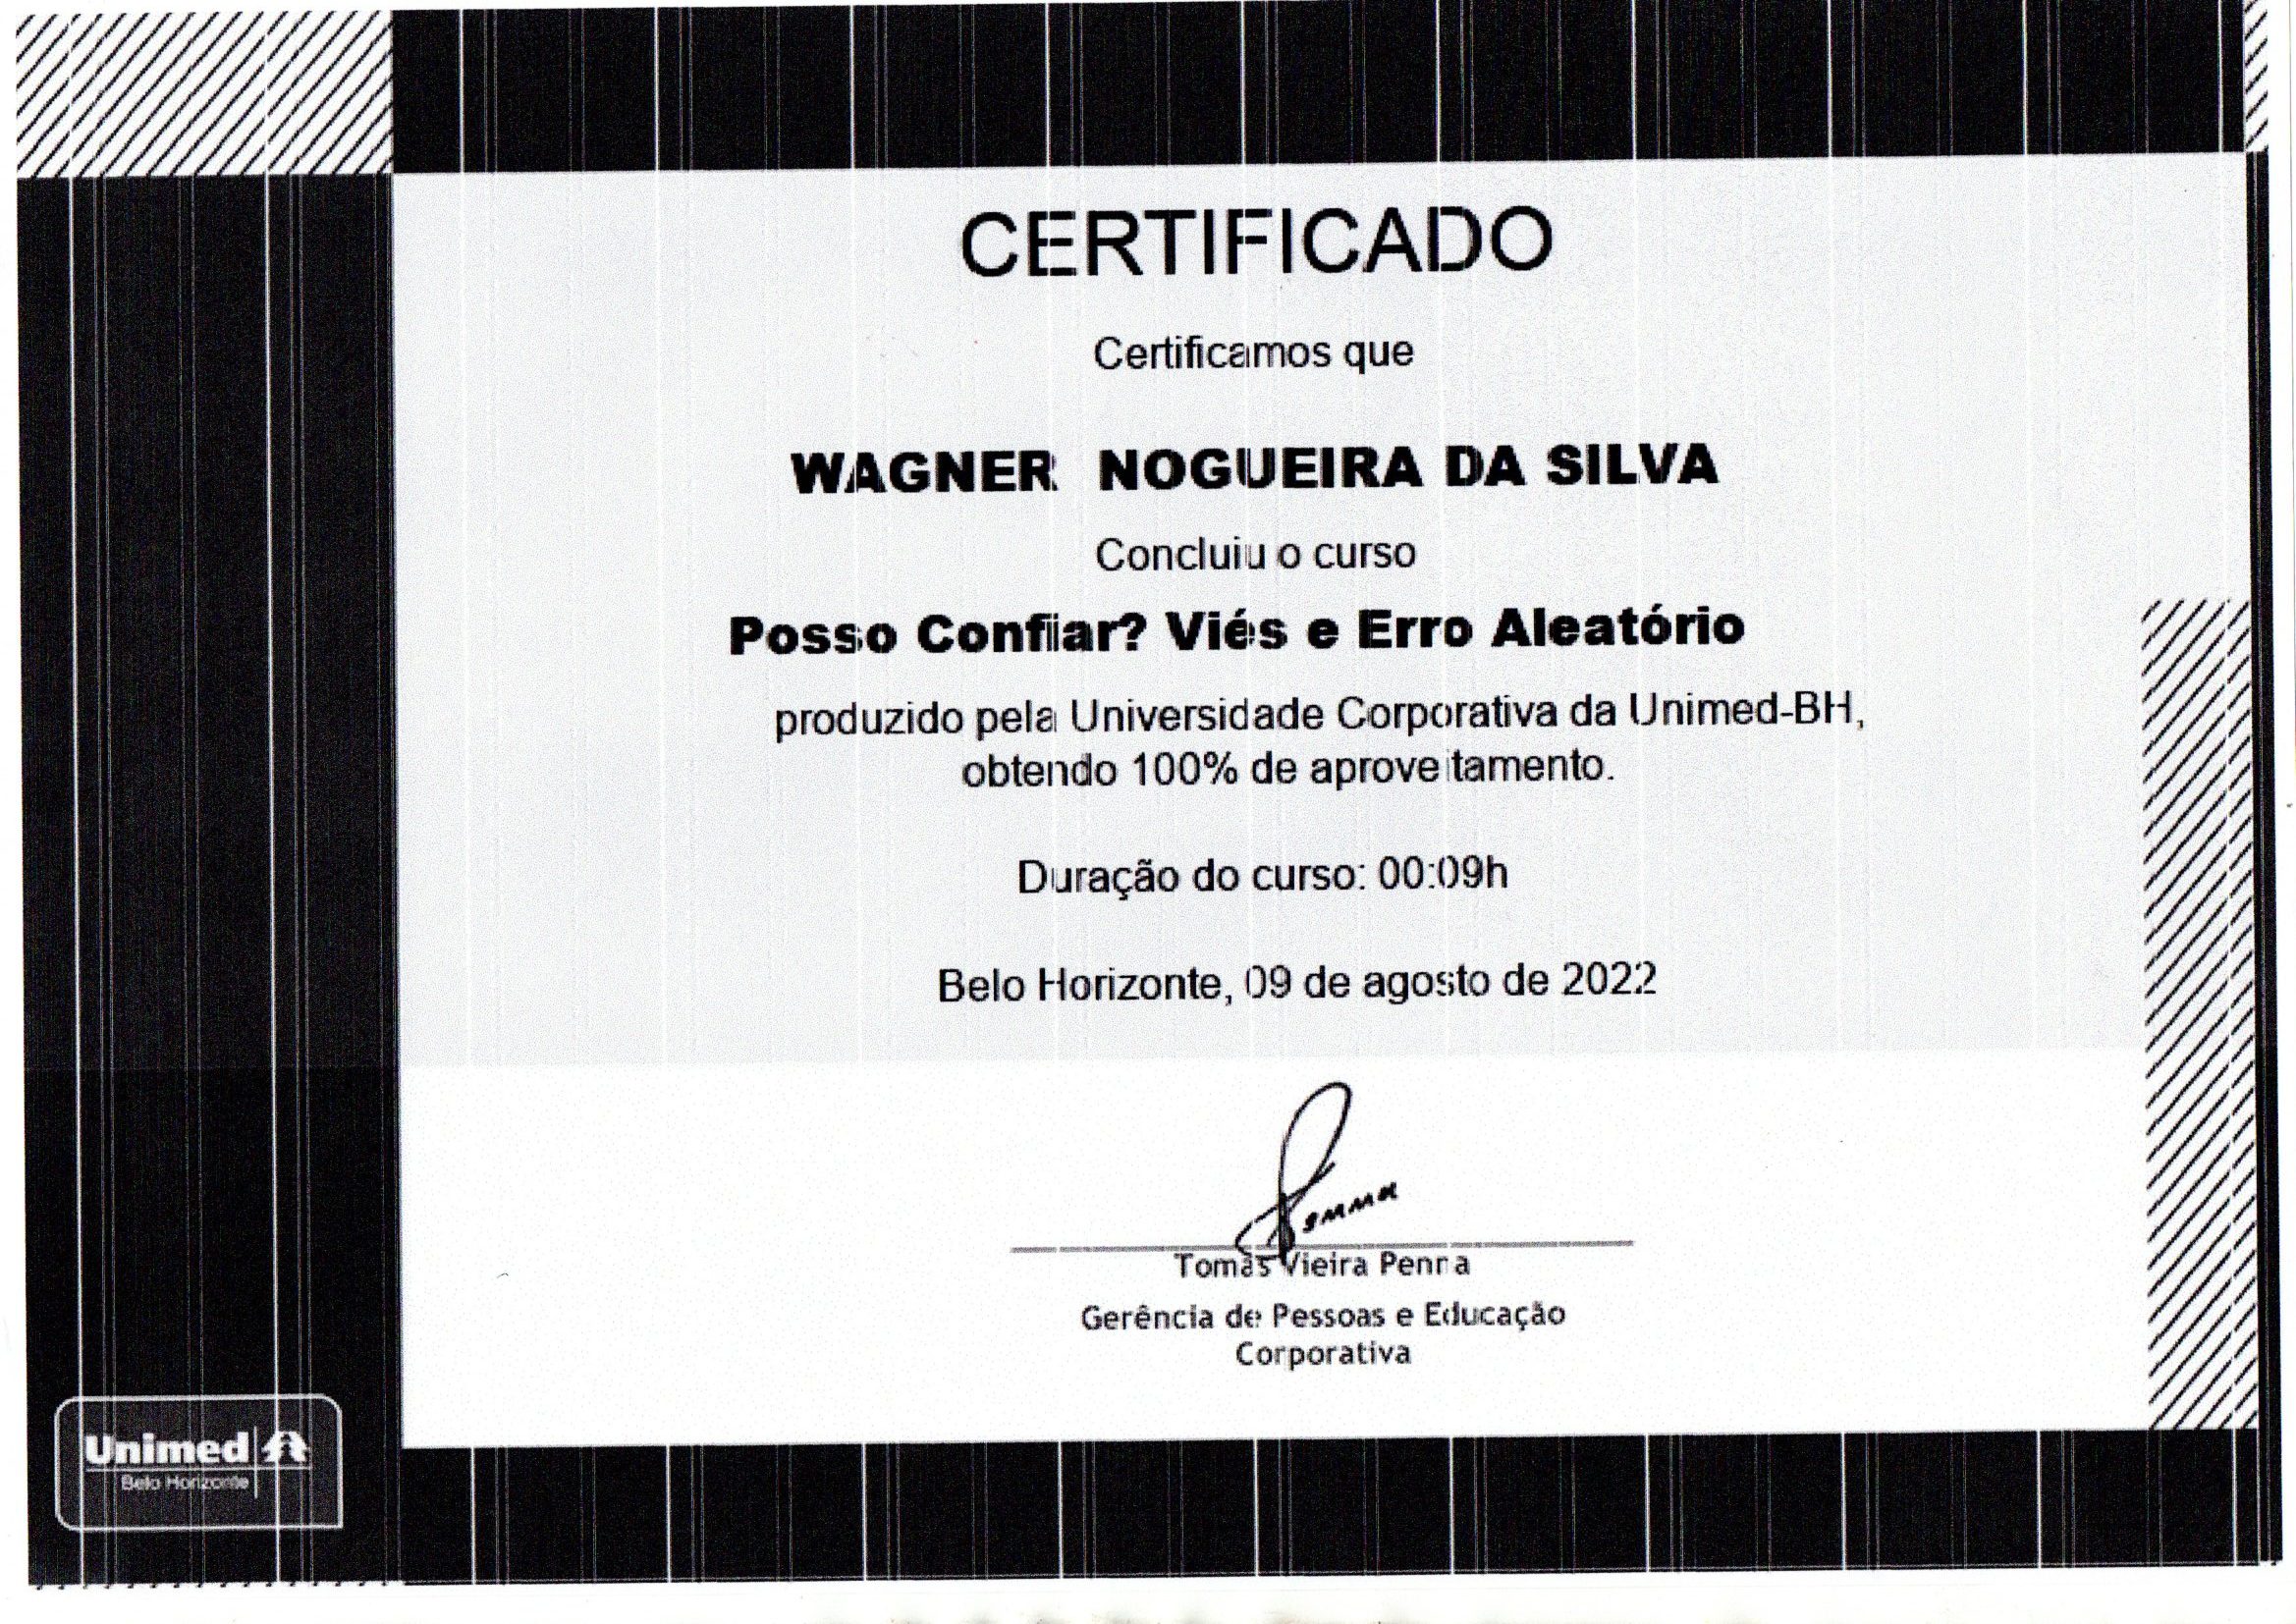 CERTIFICADO
Certificamos que
WAGNER NOGUEIRA DA SILVA
Concluiu o curso
Posso Confiar? Viés e Erro Aleatório
produzido pela Universidade Corporativa da Unimed-BH,
obtendo 100% de aproveitamento.
Duração do curso: 00:09h
Belo Horizonte, 09 de agosto de 2022
Penna
Tomás Vieira Penna
Gerência de Pessoas e Educação
Corporativa
Unimed
Belo Horizonte